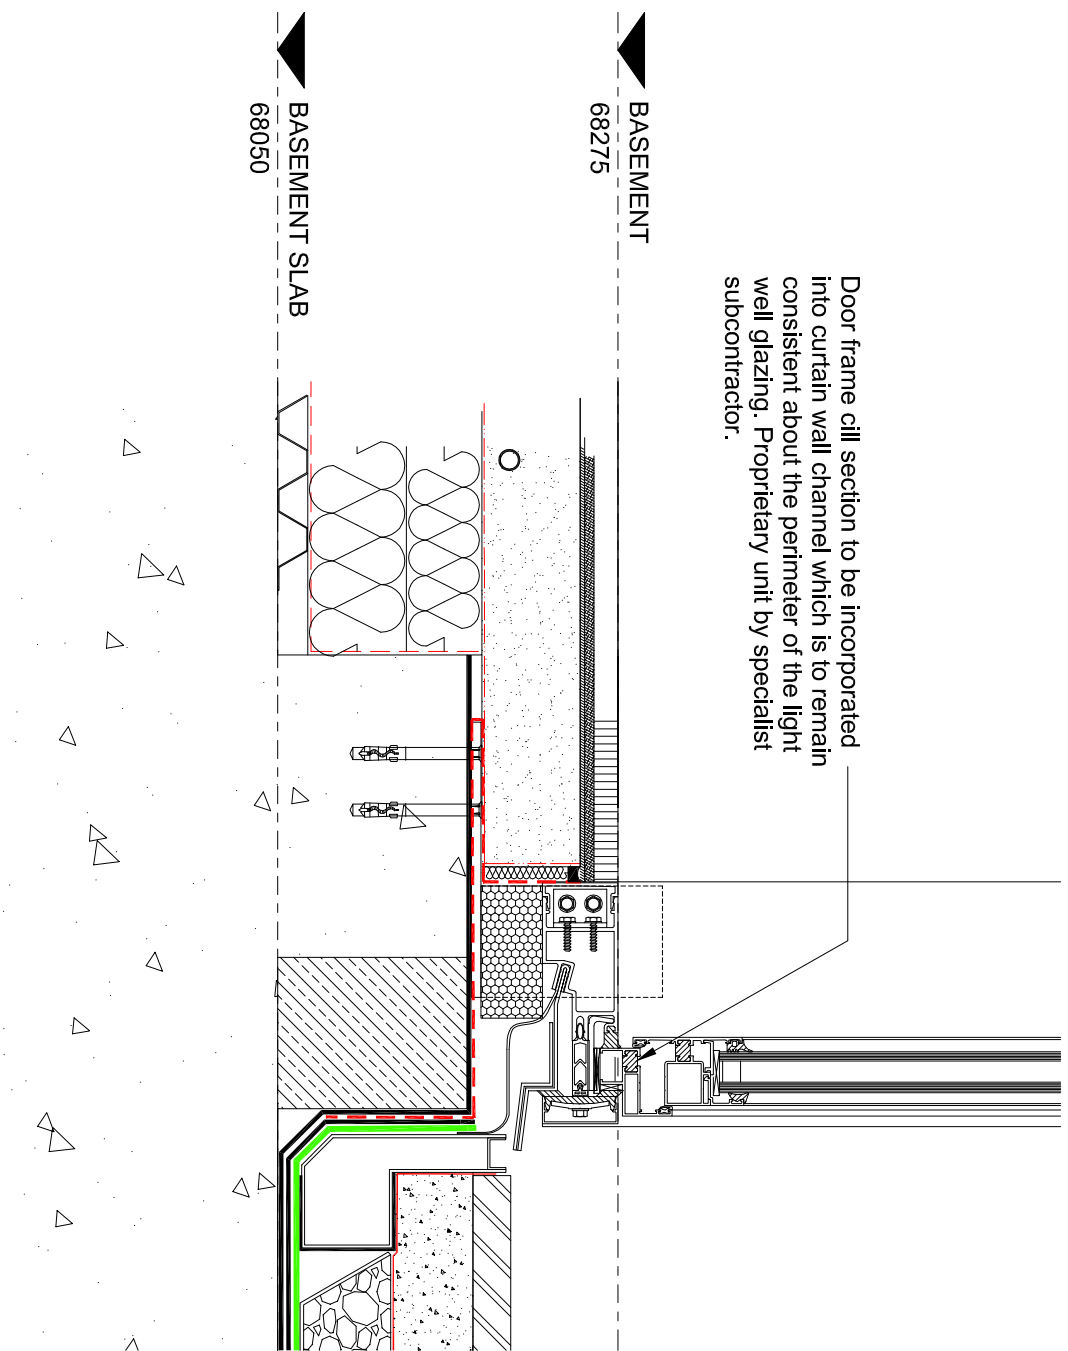 Door frame cill section to be incorporated
into curtain wall channel which is to remain
consistent about the perimeter of the light
well glazing. Proprietary unit by specialist
subcontractor.
BASEMENT
68275
BASEMENT SLAB
68050